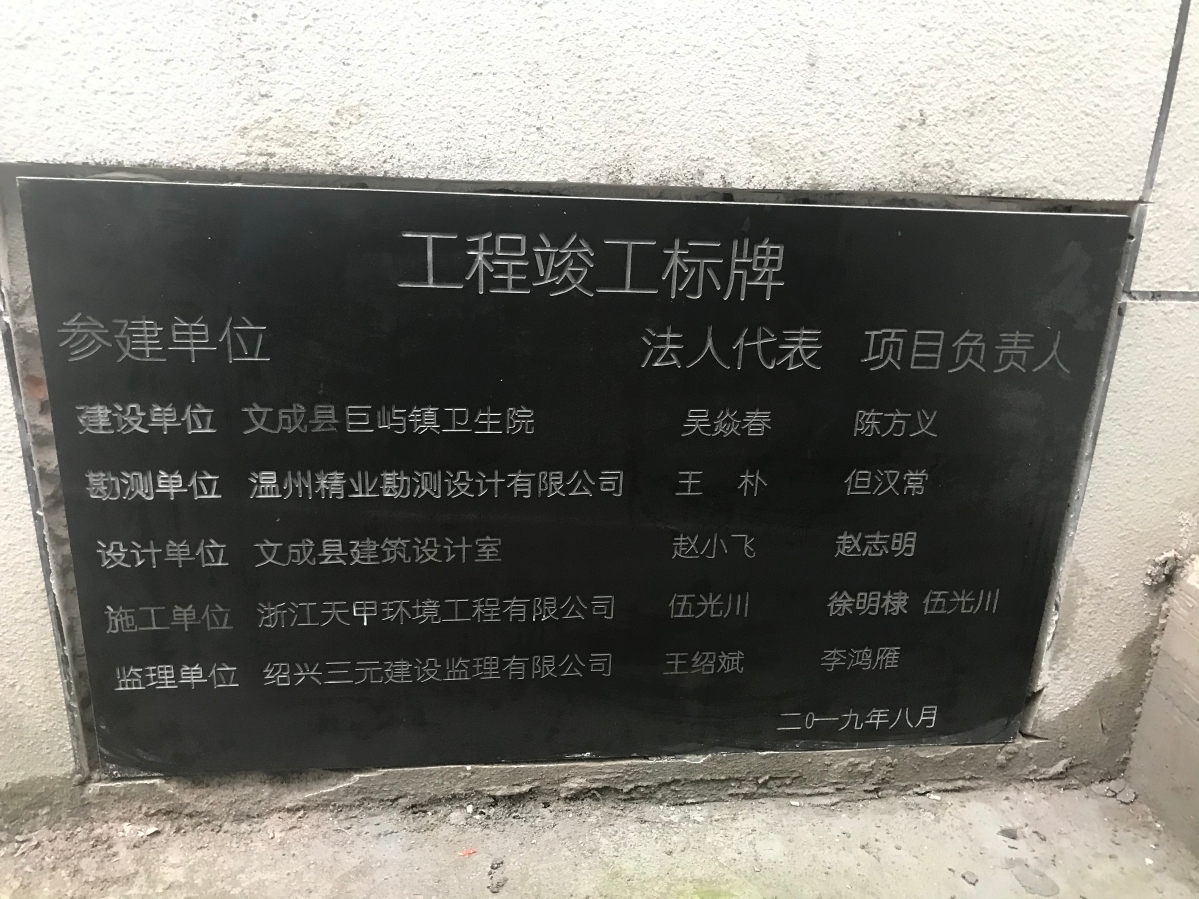 工程竣工标牌
参建单位 法人代表 项目负责人
建设单位 文成县巨屿镇卫生院 吴焱春 陈方义
勘测单位 温州精业勘测设计有限公司 王 朴 但汉常
设计单位 文成县建筑设计室 赵小飞 赵志明
施工单位 浙江天甲环境工程有限公司 伍光川 徐明棣 伍光川
监理单位 绍兴三元建设监理有限公司 王绍斌 李鸿雁
二0一九年八月